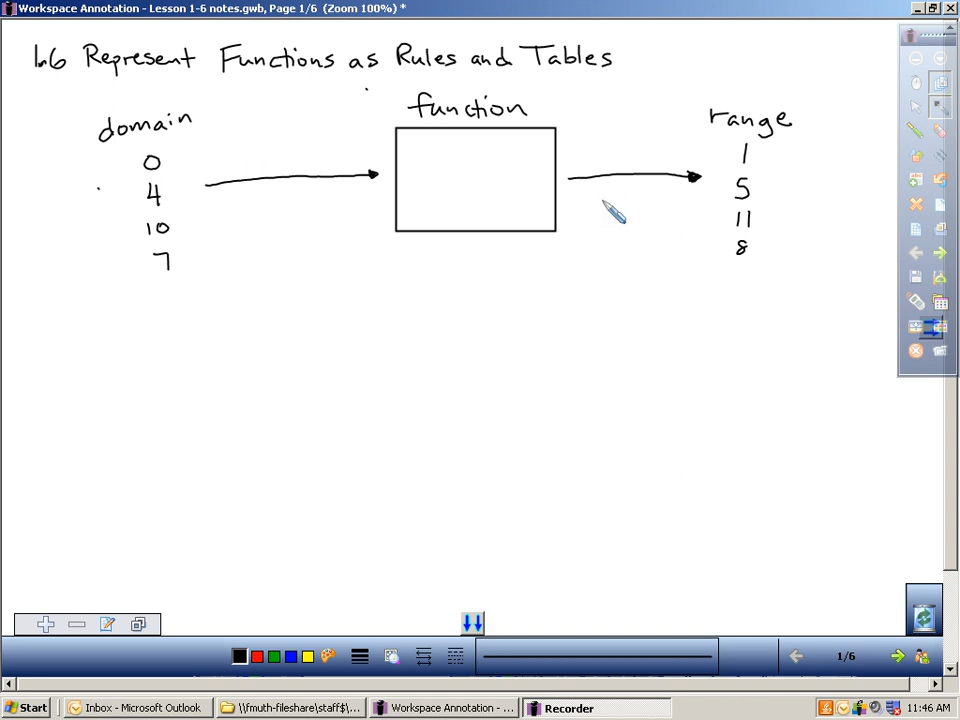 Workspace Annotation - Lesson 1-6 notes.gwb, Page 1/6 (Zoom 100%) *
1.6 Represent Functions as Rules and Tables
domain
function
range
0
1
4
5
10
11
7
8
1/6
Start
Inbox - Microsoft Outlook
\\fmuth-fileshare\staff$\...
Workspace Annotation - ...
Recorder
11:46 AM